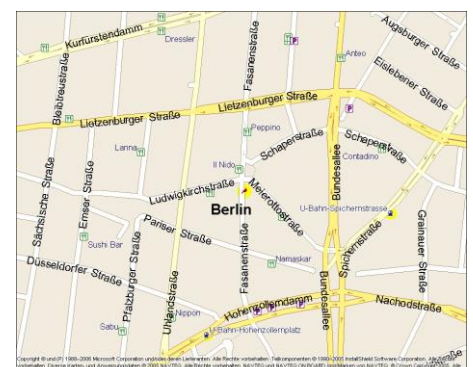 Kurfürstendamm
Dressler
Fasanenstraße
Augsburger Straße
Anteo
Eislebener Straße
Bleibtreustraße
Lietzenburger Straße
Lietzenburger Straße
Peppino
Schaperstraße
Schaperstraße
Lanna
Il Nido
Contadino
Bundesallee
Ludwigkirchstraße
Meierottostraße
Berlin
U-Bahn-Spichernstrasse
Sächsische Straße
Emser Straße
Pariser Straße
Spichernstraße
Grainauer Straße
Sushi Bar
Düsseldorfer Straße
Namaskar
Fasanenstraße
Pfalzburger Straße
Uhlandstraße
Bundesallee
Hohenzollerndamm
Nachodstraße
Nippon
Sabu
U-Bahn-Hohenzollernplatz